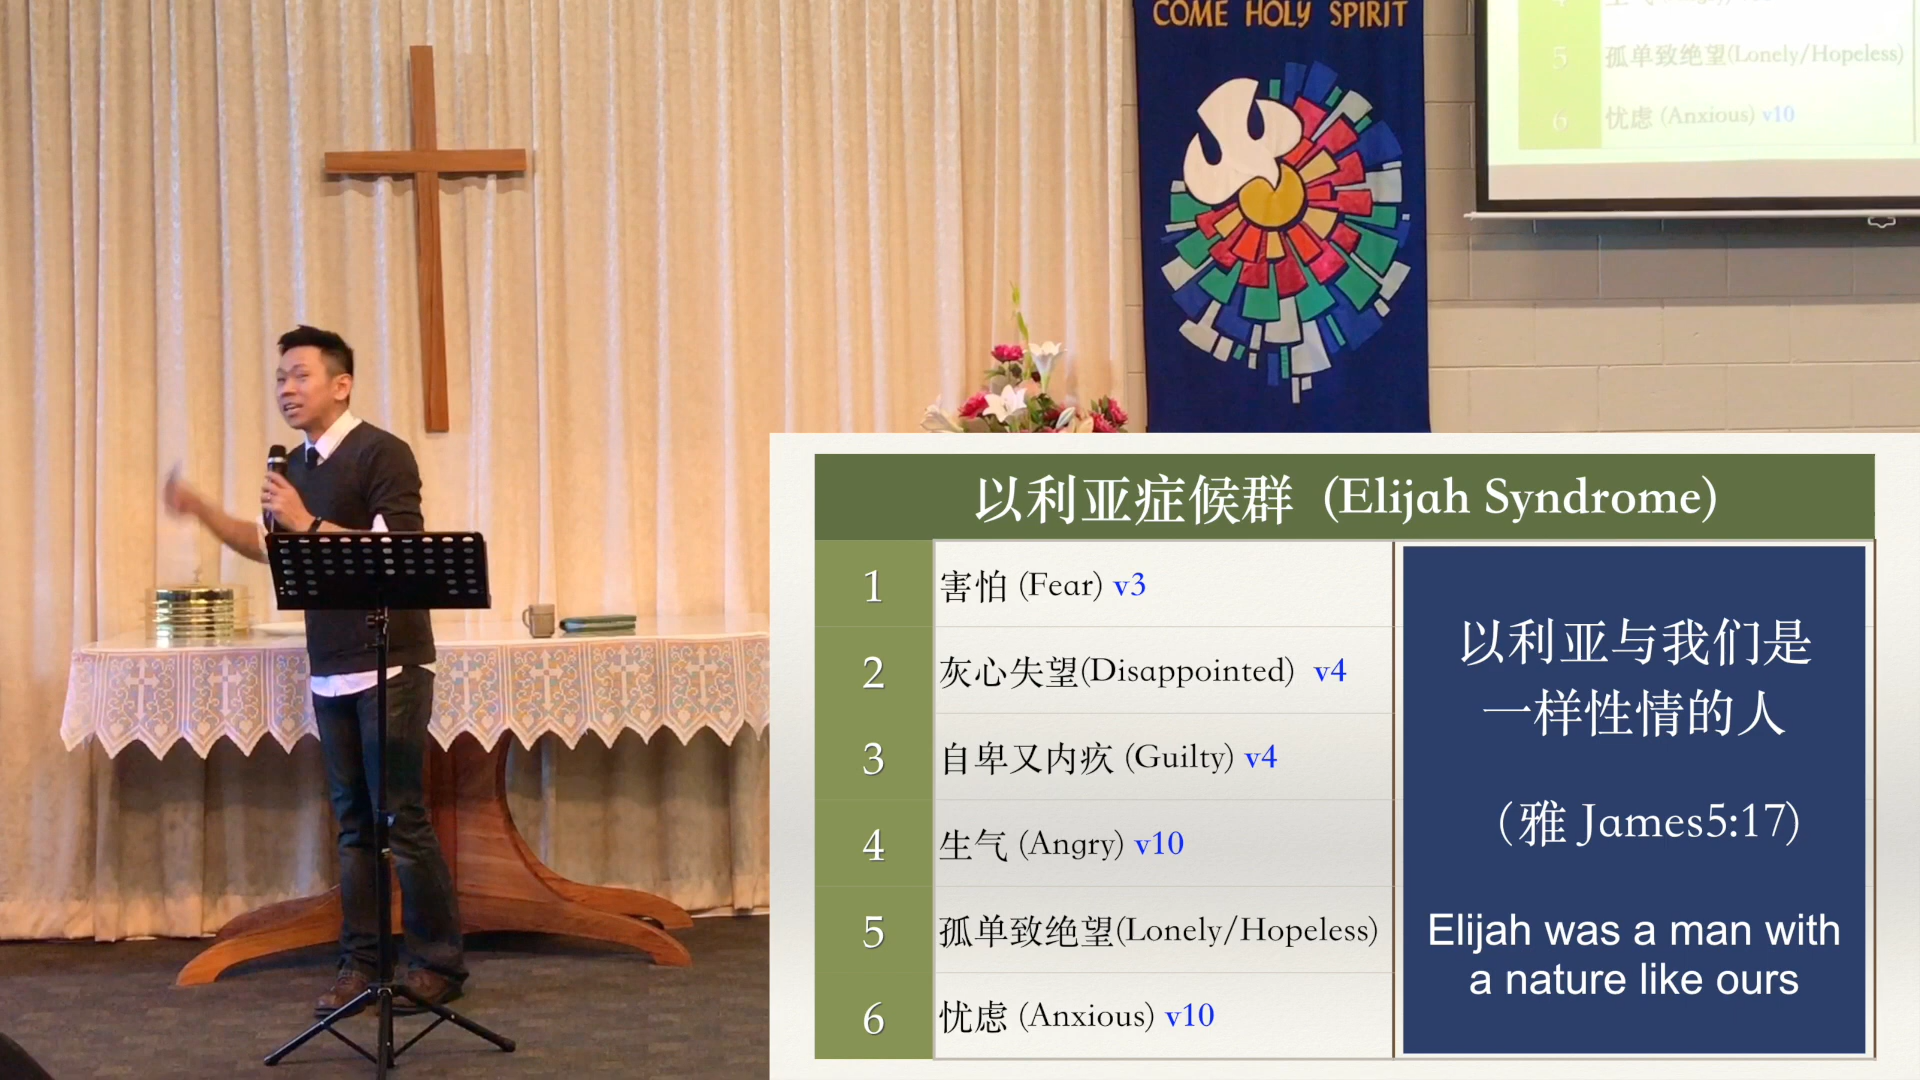 COME HOLY SPIRIT
5 孤单致绝望(Lonely/Hopeless)
6 忧虑 (Anxious) v10
以利亚症候群 (Elijah Syndrome)
1 害怕 (Fear) v3
2 灰心失望(Disappointed) v4
3 自卑又内疚 (Guilty) v4
4 生气 (Angry) v10
5 孤单致绝望(Lonely/Hopeless)
6 忧虑 (Anxious) v10
以利亚与我们是
一样性情的人
(雅 James5:17)
Elijah was a man with
a nature like ours